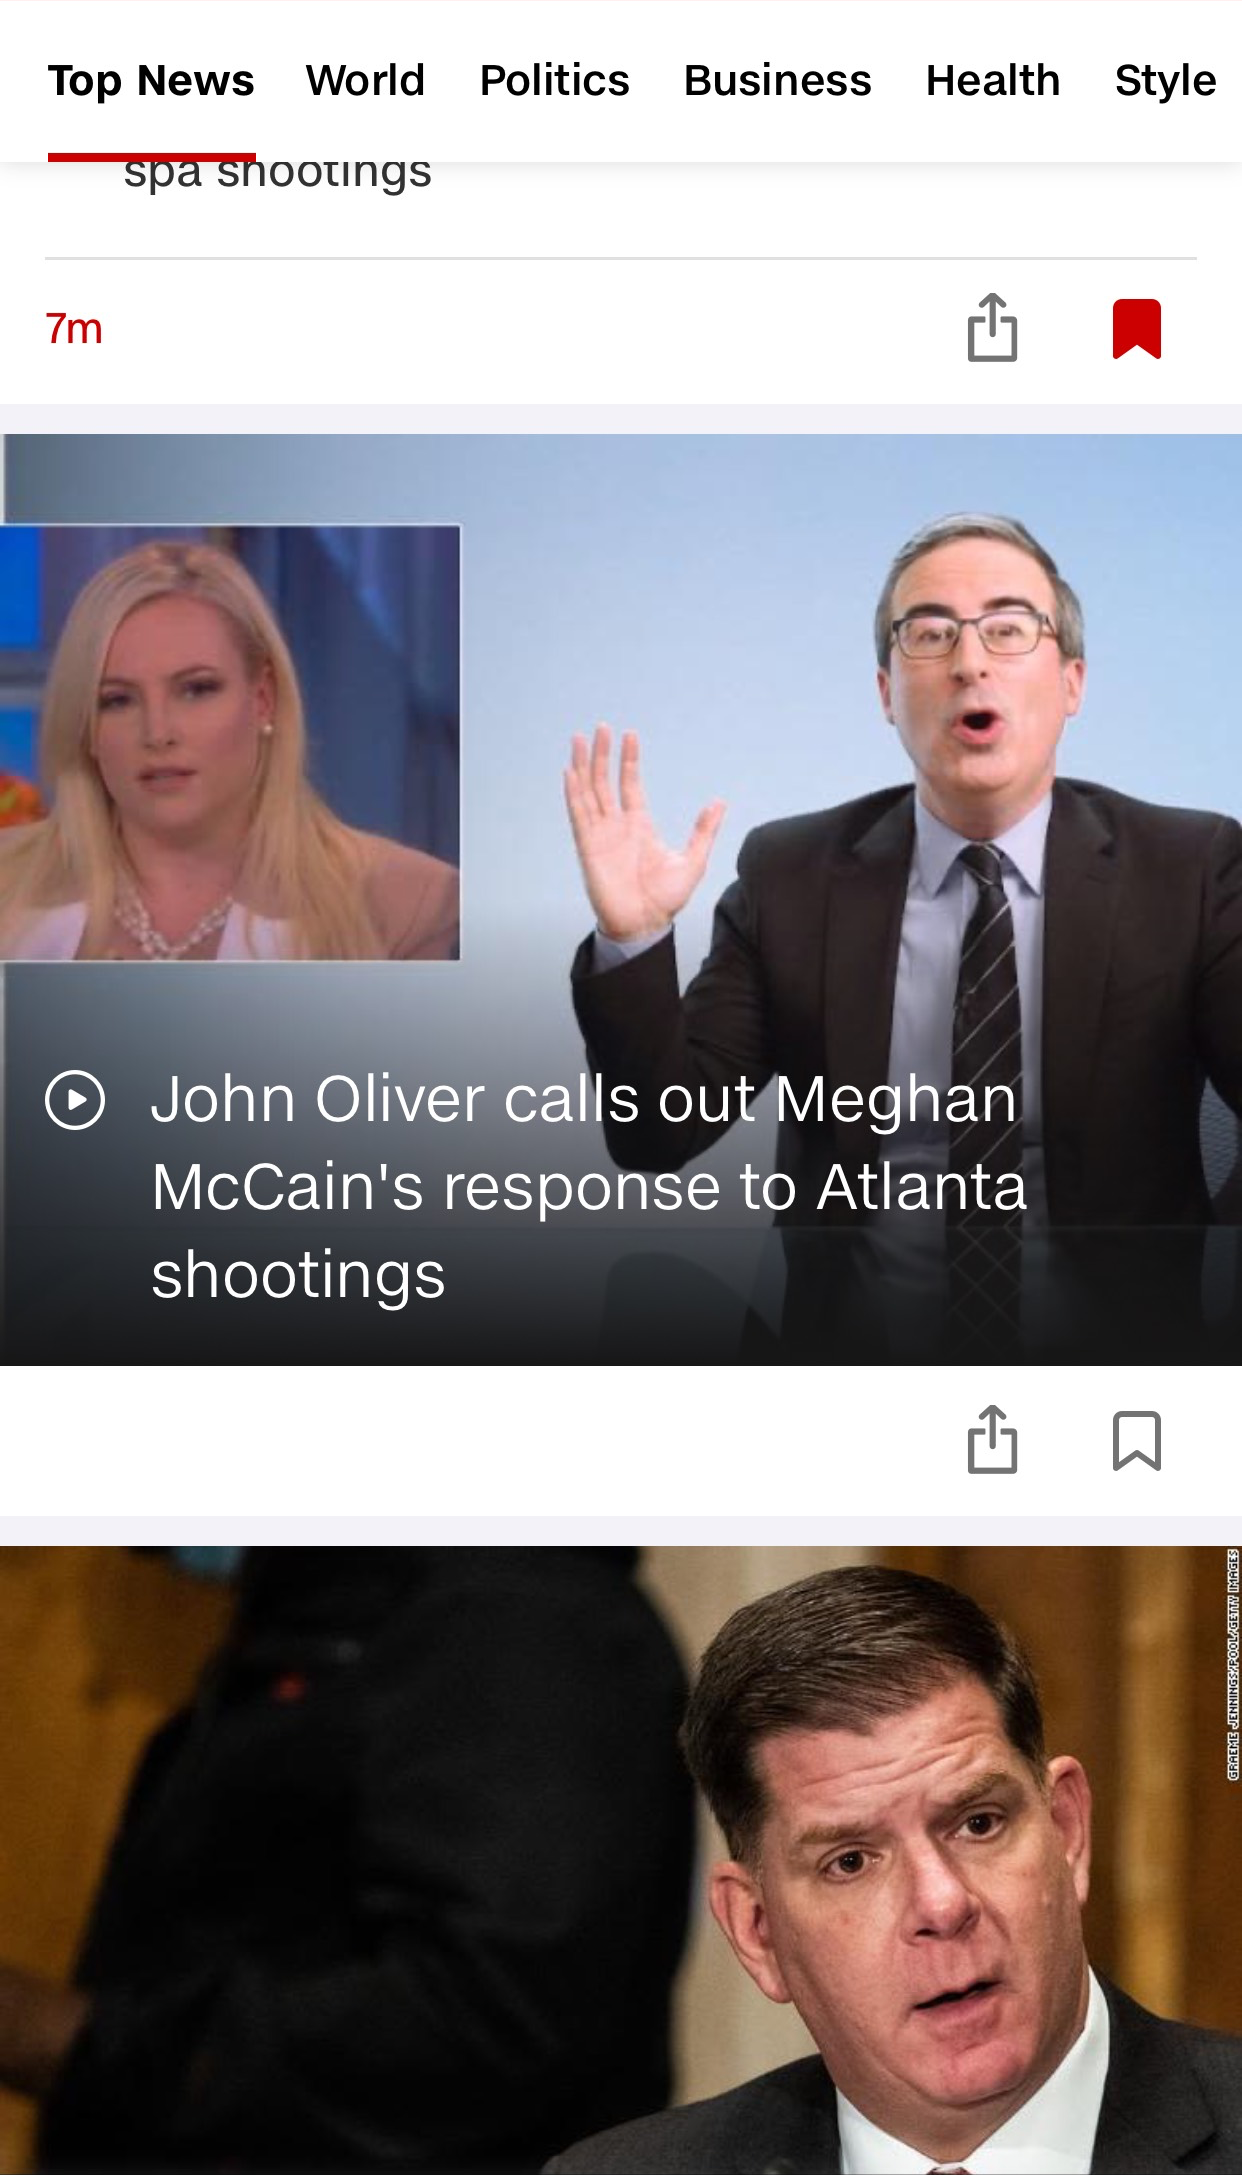 Top News World Politics Business Health Style
spa shootings
7m
John Oliver calls out Meghan
McCain's response to Atlanta
shootings
GRAEME JENNINGS/POOL/GETTY IMAGES